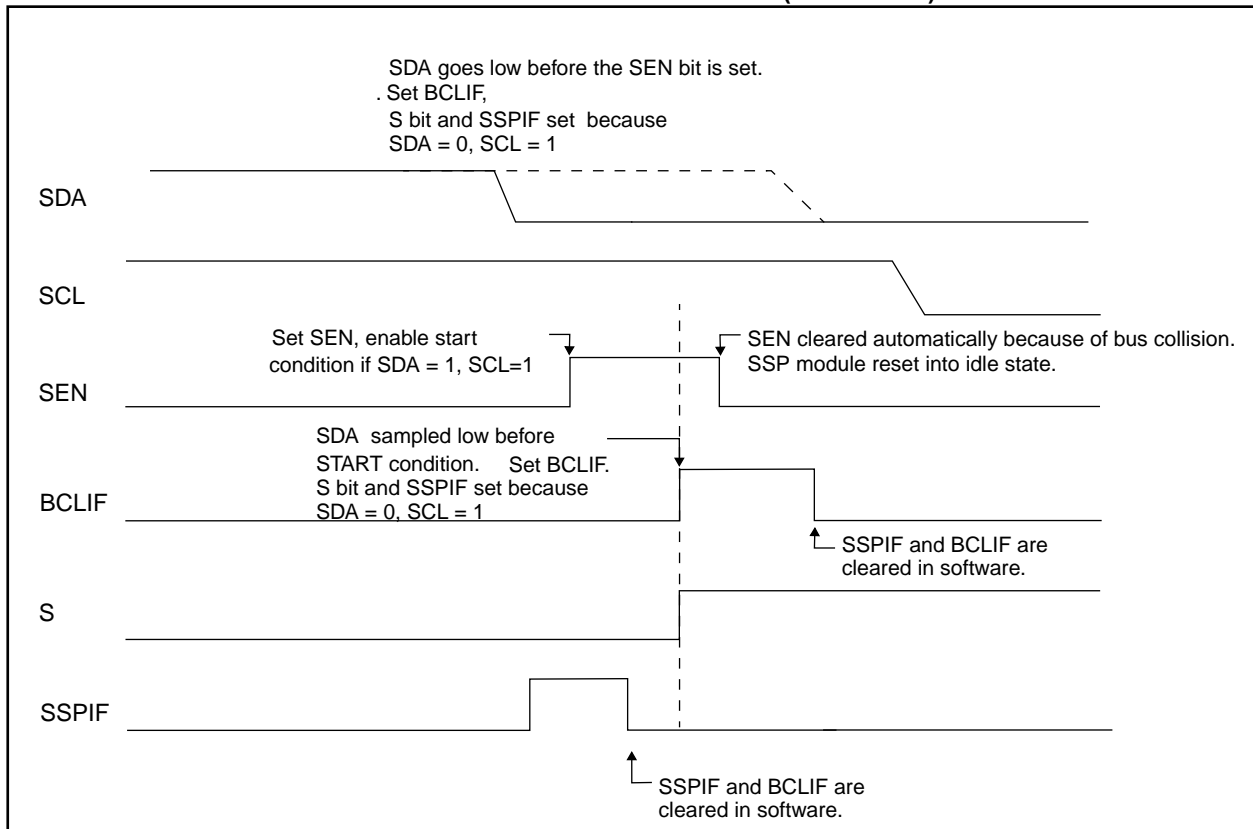 SDA goes low before the SEN bit is set.
. Set BCLIF,
S bit and SSPIF set because
SDA = 0, SCL = 1
SDA
SCL
Set SEN, enable start
condition if SDA = 1, SCL=1
SEN cleared automatically because of bus collision.
SSP module reset into idle state.
SEN
SDA sampled low before
START condition. Set BCLIF.
S bit and SSPIF set because
SDA = 0, SCL = 1
BCLIF
SSPIF and BCLIF are
cleared in software.
S
SSPIF
SSPIF and BCLIF are
cleared in software.